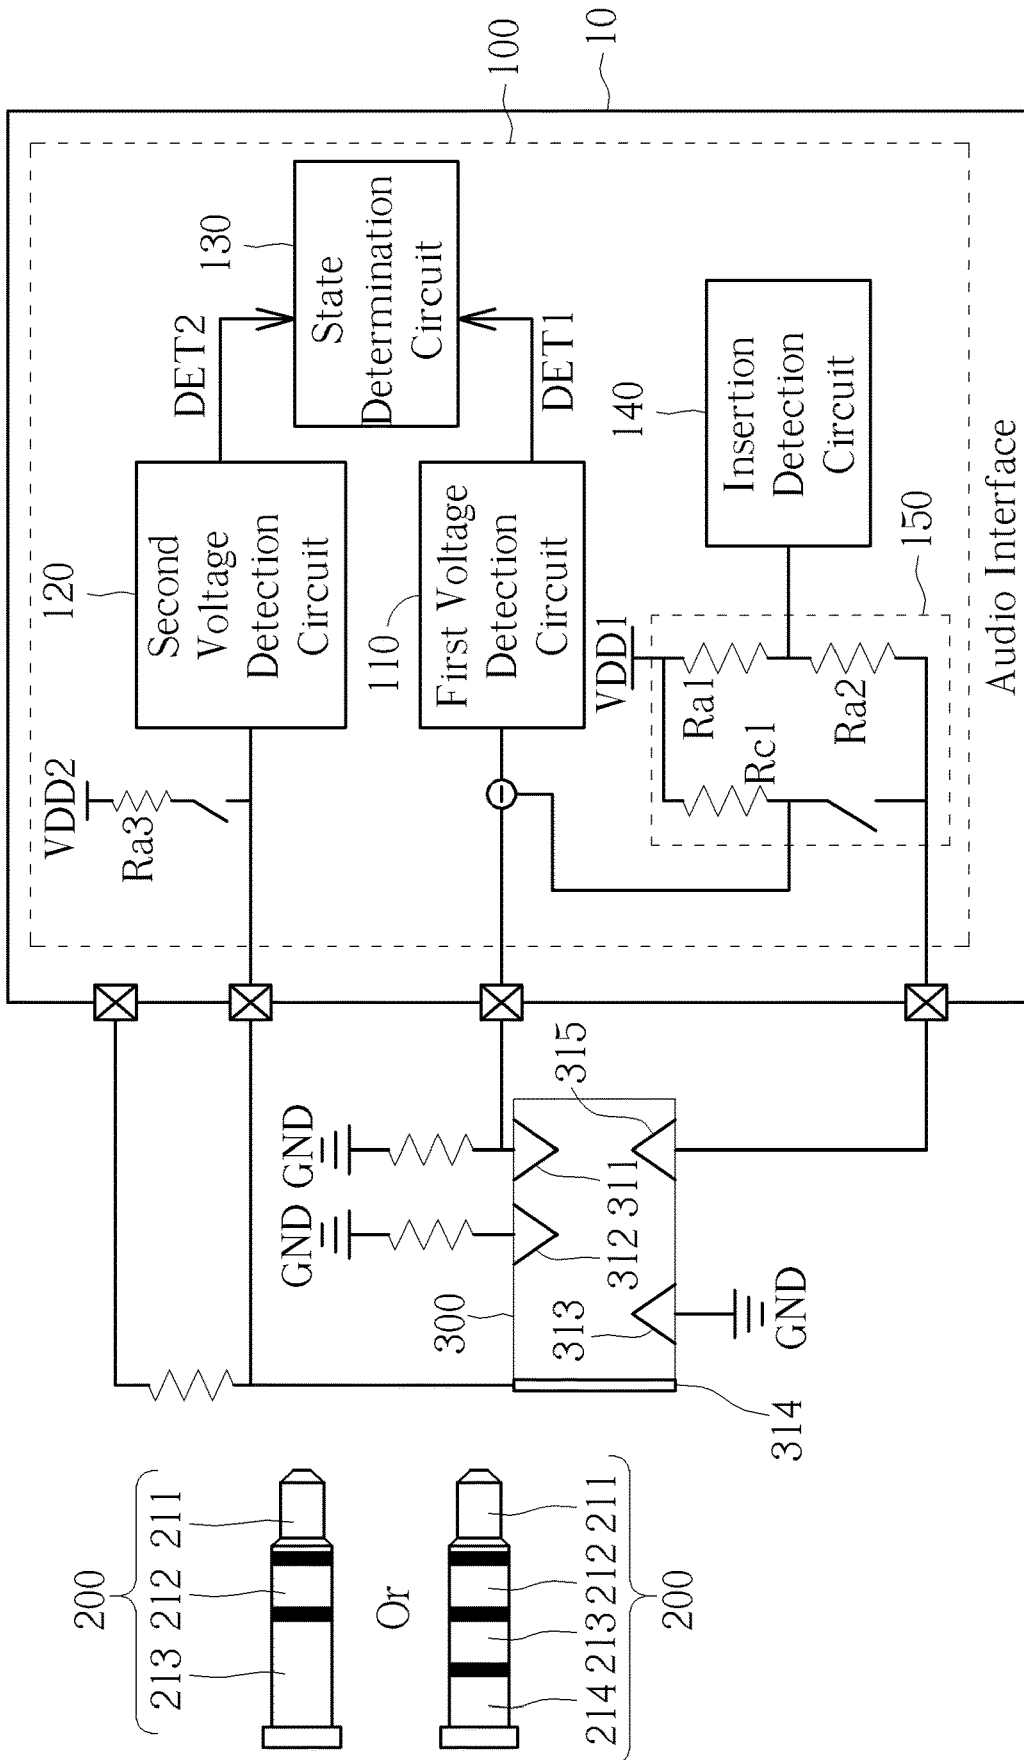 10
100
130
State
Determination
Circuit
DET2
DET1
120
Second
Voltage
Detection
Circuit
110
First Voltage
Detection
Circuit
140
Insertion
Detection
Circuit
150
VDD2
Ra3
VDD1
Ra1
Rc1
Ra2
Audio Interface
GND
GND
315
311
312
300
313
GND
314
200
211
212
213
Or
211
212
213
214
200